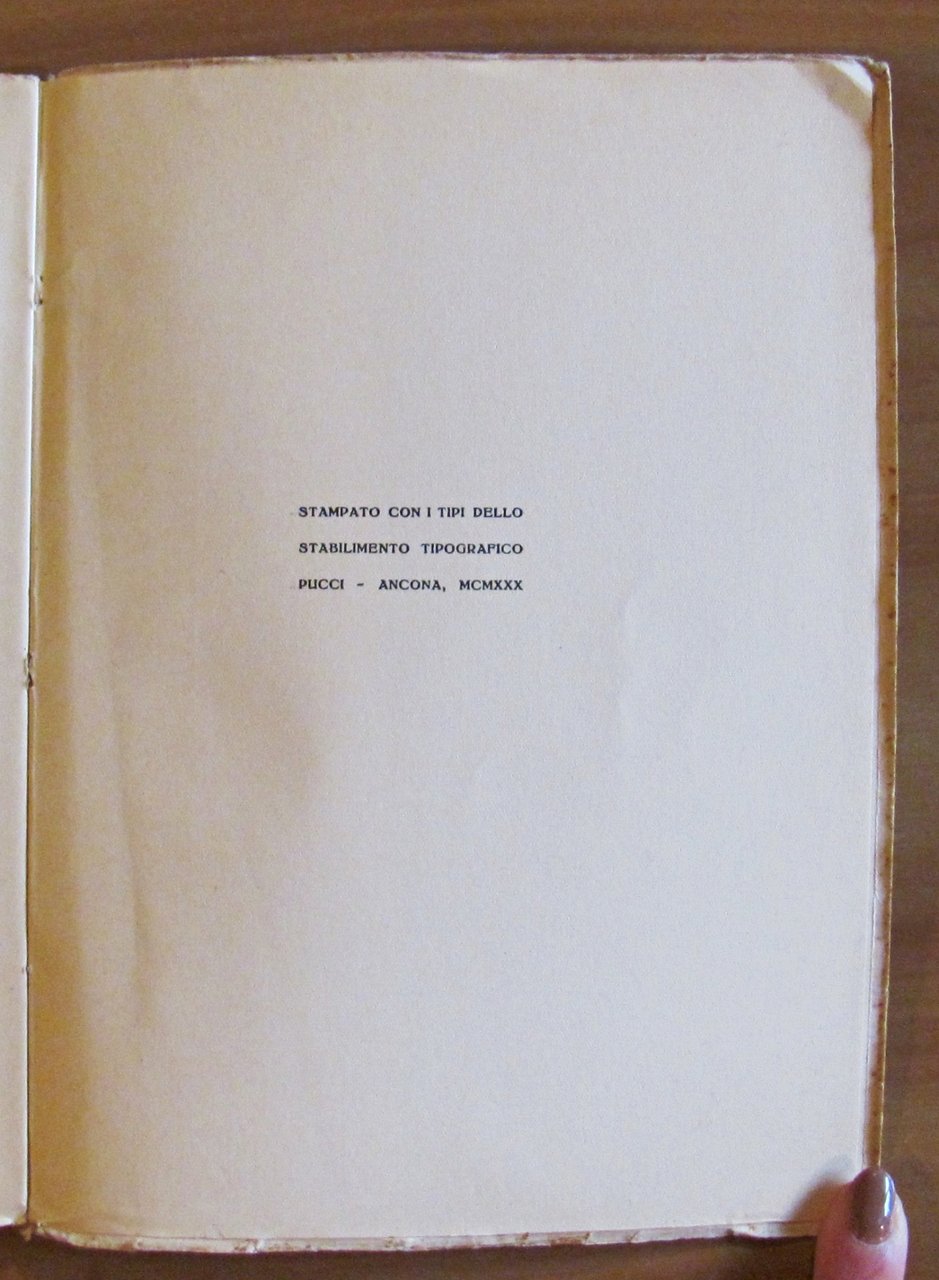 STAMPATO CON I TIPI DELLO
STABILIMENTO TIPOGRAFICO
PUCCI - ANCONA, MCMXXX